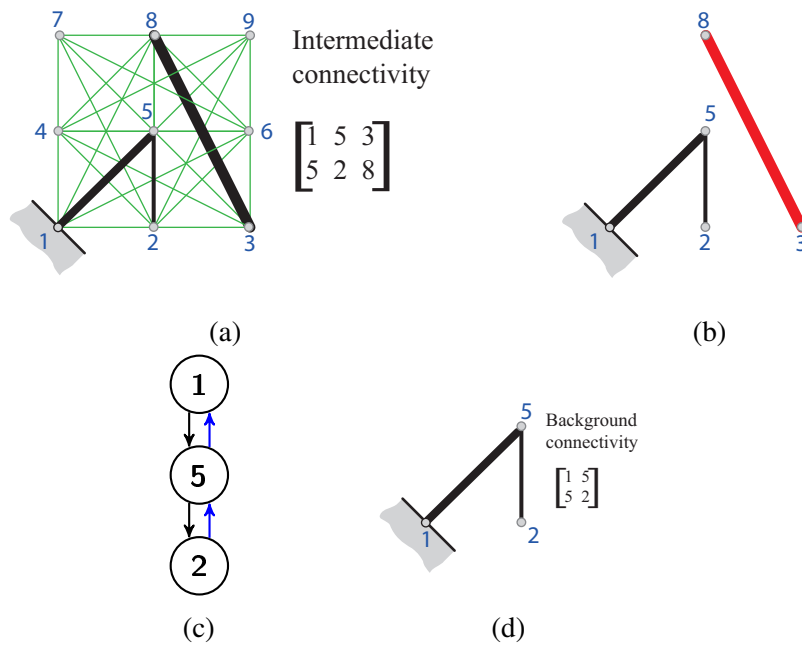 7 8 9
Intermediate
connectivity
4 5 6
[1 5 3
5 2 8]
1 2 3
(a)
8
5
1 2 3
(b)
1
5
2
(c)
5
Background
connectivity
[1 5
5 2]
1 2
(d)